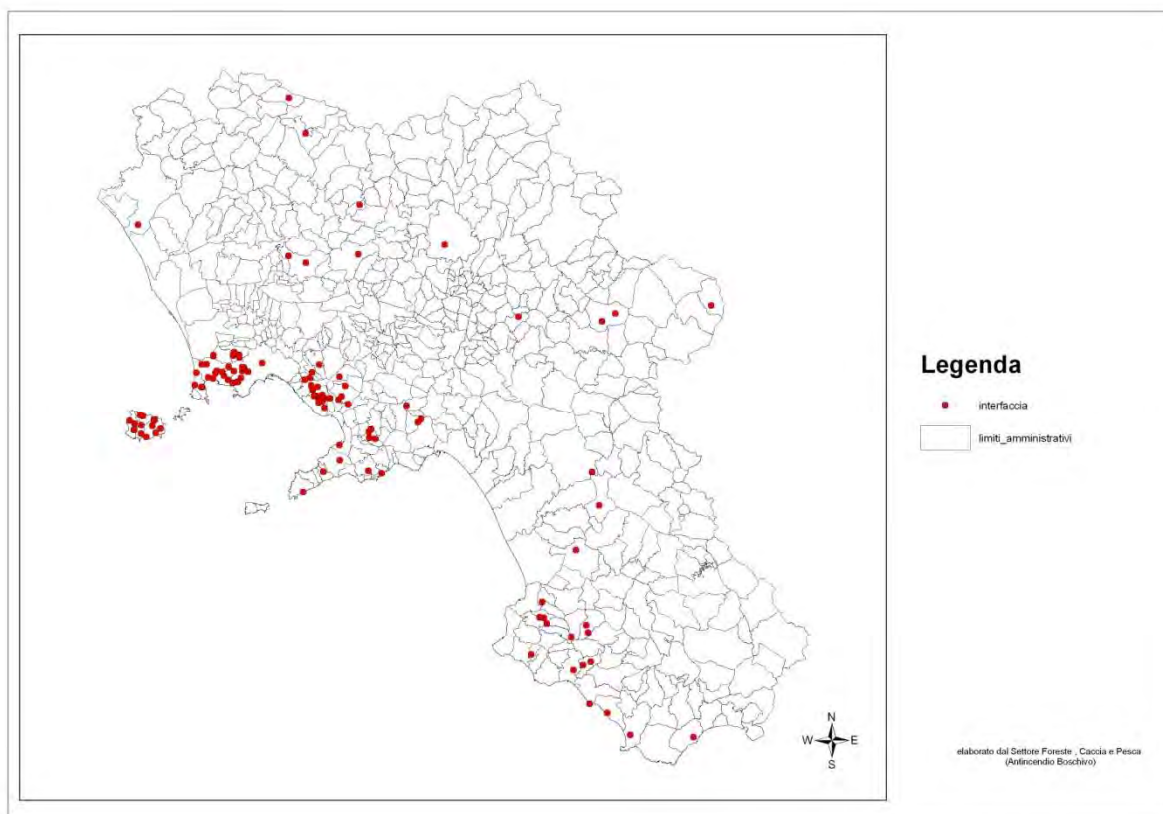 Legenda
interfaccia
limiti_amministrativi
N
W E
S
elaborato dal Settore Foreste , Caccia e Pesca
(Antincendio Boschivo)